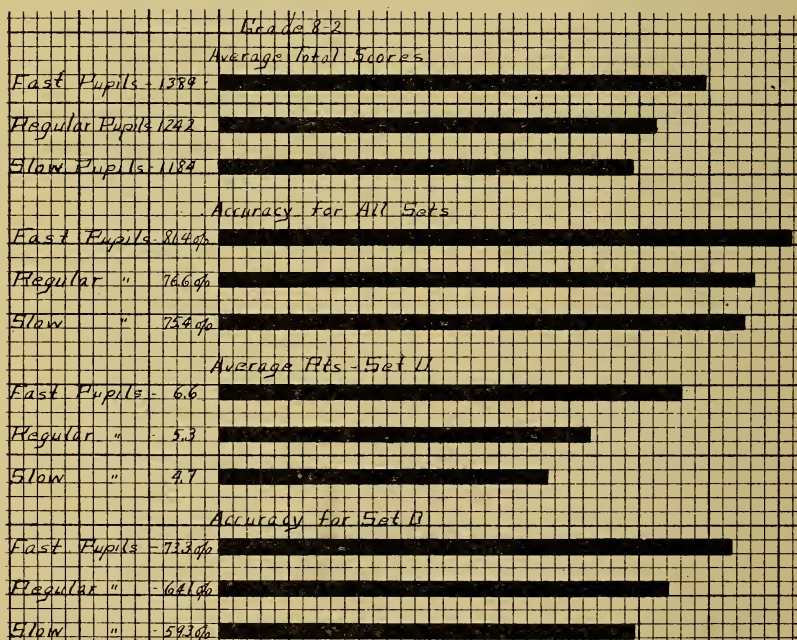 Grade 8-2
Average Total Scores
Fast Pupils - 1389
Regular Pupils 1242
Slow Pupils - 1184
Accuracy for All Sets
Fast Pupils - 81.4%
Regular " 76.6%
Slow " 75.4%
Average Ats - Set D
Fast Pupils - 6.6
Regular " - 5.3
Slow " 4.7
Accuracy for Set D
Fast Pupils - 73.3%
Regular " - 64.1%
Slow " - 59.3%